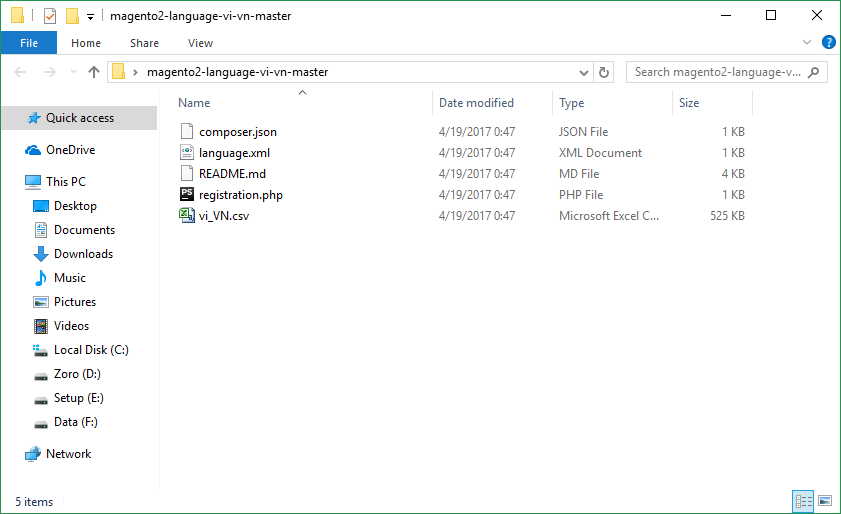 magento2-language-vi-vn-master
File Home Share View
magento2-language-vi-vn-master
Search magento2-language-v...
Name Date modified Type Size
Quick access
OneDrive
This PC
Desktop
Documents
Downloads
Music
Pictures
Videos
Local Disk (C:)
Zoro (D:)
Setup (E:)
Data (F:)
Network
composer.json 4/19/2017 0:47 JSON File 1 KB
language.xml 4/19/2017 0:47 XML Document 1 KB
README.md 4/19/2017 0:47 MD File 4 KB
PS registration.php 4/19/2017 0:47 PHP File 1 KB
vi_VN.csv 4/19/2017 0:47 Microsoft Excel C... 525 KB
5 items